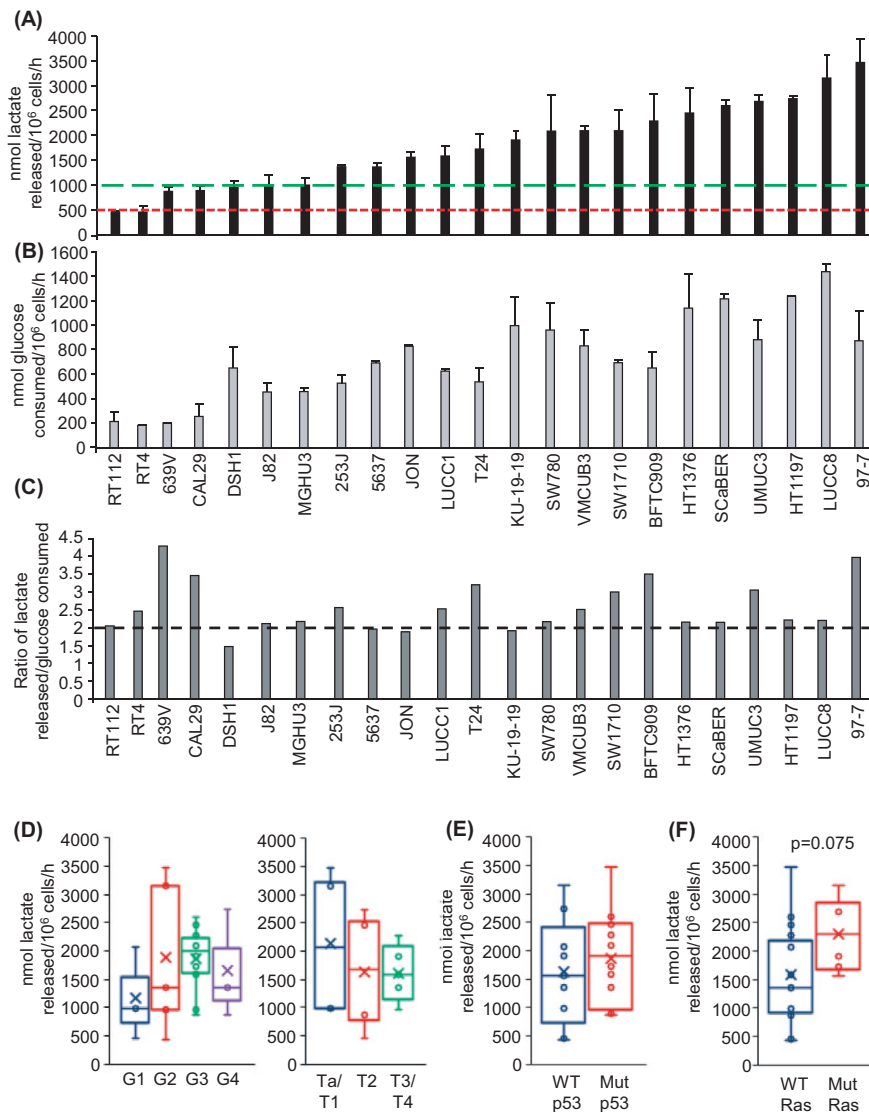 (A)
nmol lactate
released/10⁶ cells/h
4000
3500
3000
2500
2000
1500
1000
500
0
(B)
nmol glucose
consumed/10⁶ cells/h
1600
1400
1200
1000
800
600
400
200
0
RT112
RT4
639V
CAL29
DSH1
J82
MGHU3
253J
5637
JON
LUCC1
T24
KU-19-19
SW780
VMCUB3
SW1710
BFTC909
HT1376
SCaBER
UMUC3
HT1197
LUCC8
97-7
(C)
Ratio of lactate
released/glucose consumed
4.5
4
3.5
3
2.5
2
1.5
1
0.5
0
RT112
RT4
639V
CAL29
DSH1
J82
MGHU3
253J
5637
JON
LUCC1
T24
KU-19-19
SW780
VMCUB3
SW1710
BFTC909
HT1376
SCaBER
UMUC3
HT1197
LUCC8
97-7
(D)
nmol lactate
released/10⁶ cells/h
4000
3500
3000
2500
2000
1500
1000
500
0
G1 G2 G3 G4
4000
3500
3000
2500
2000
1500
1000
500
0
Ta/ T2 T3/
T1 T4
(E)
nmol lactate
released/10⁶ cells/h
4000
3500
3000
2500
2000
1500
1000
500
0
WT Mut
p53 p53
(F)
p=0.075
nmol lactate
released/10⁶ cells/h
4000
3500
3000
2500
2000
1500
1000
500
0
WT Mut
Ras Ras